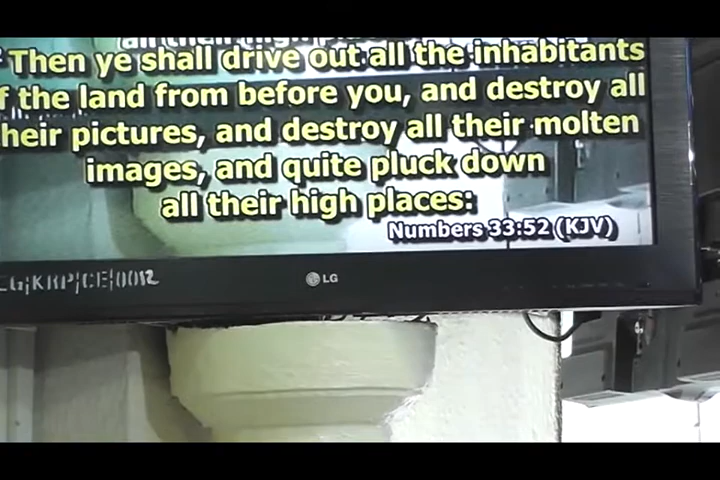 Then ye shall drive out all the inhabitants
f the land from before you, and destroy all
heir pictures, and destroy all their molten
images, and quite pluck down
all their high places:
Numbers 33:52 (KJV)
LG